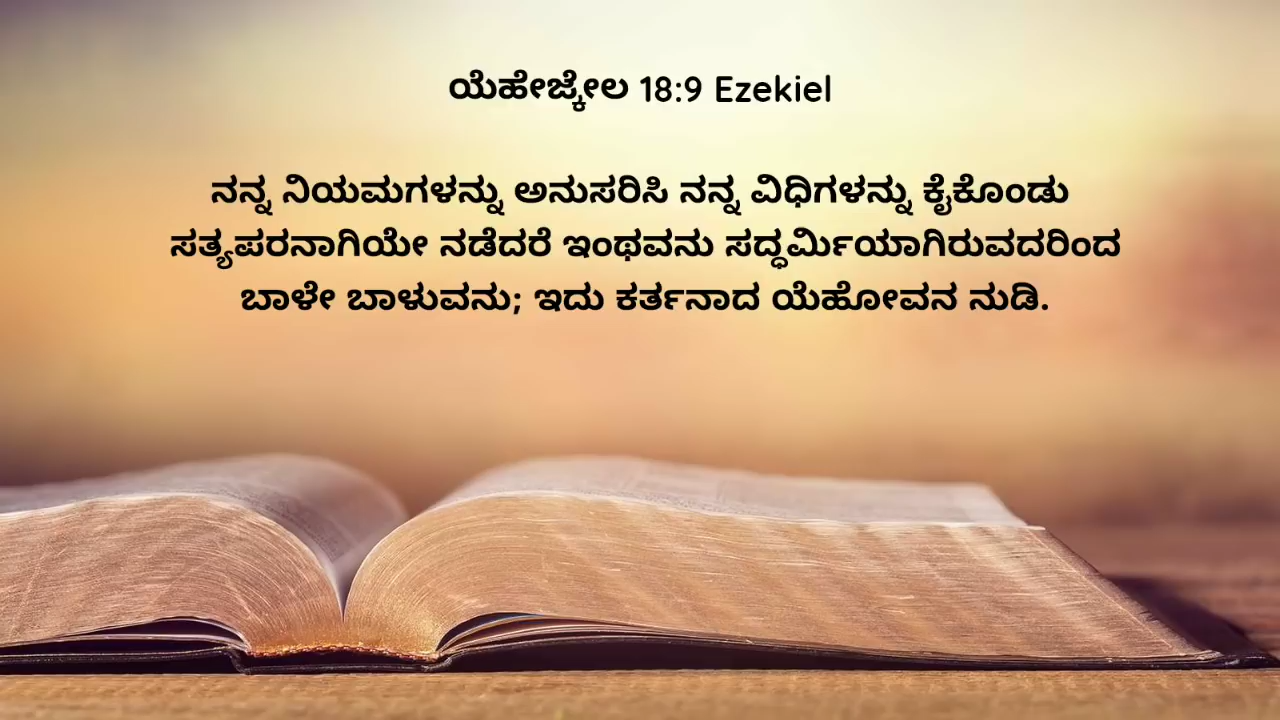 ಯೆಹೇಜ್ಕೇಲ 18:9 Ezekiel
ನನ್ನ ನಿಯಮಗಳನ್ನು ಅನುಸರಿಸಿ ನನ್ನ ವಿಧಿಗಳನ್ನು ಕೈಕೊಂಡು
ಸತ್ಯಪರನಾಗಿಯೇ ನಡೆದರೆ ಇಂಥವನು ಸದ್ಧರ್ಮಿಯಾಗಿರುವದರಿಂದ
ಬಾಳೇ ಬಾಳುವನು; ಇದು ಕರ್ತನಾದ ಯೆಹೋವನ ನುಡಿ.